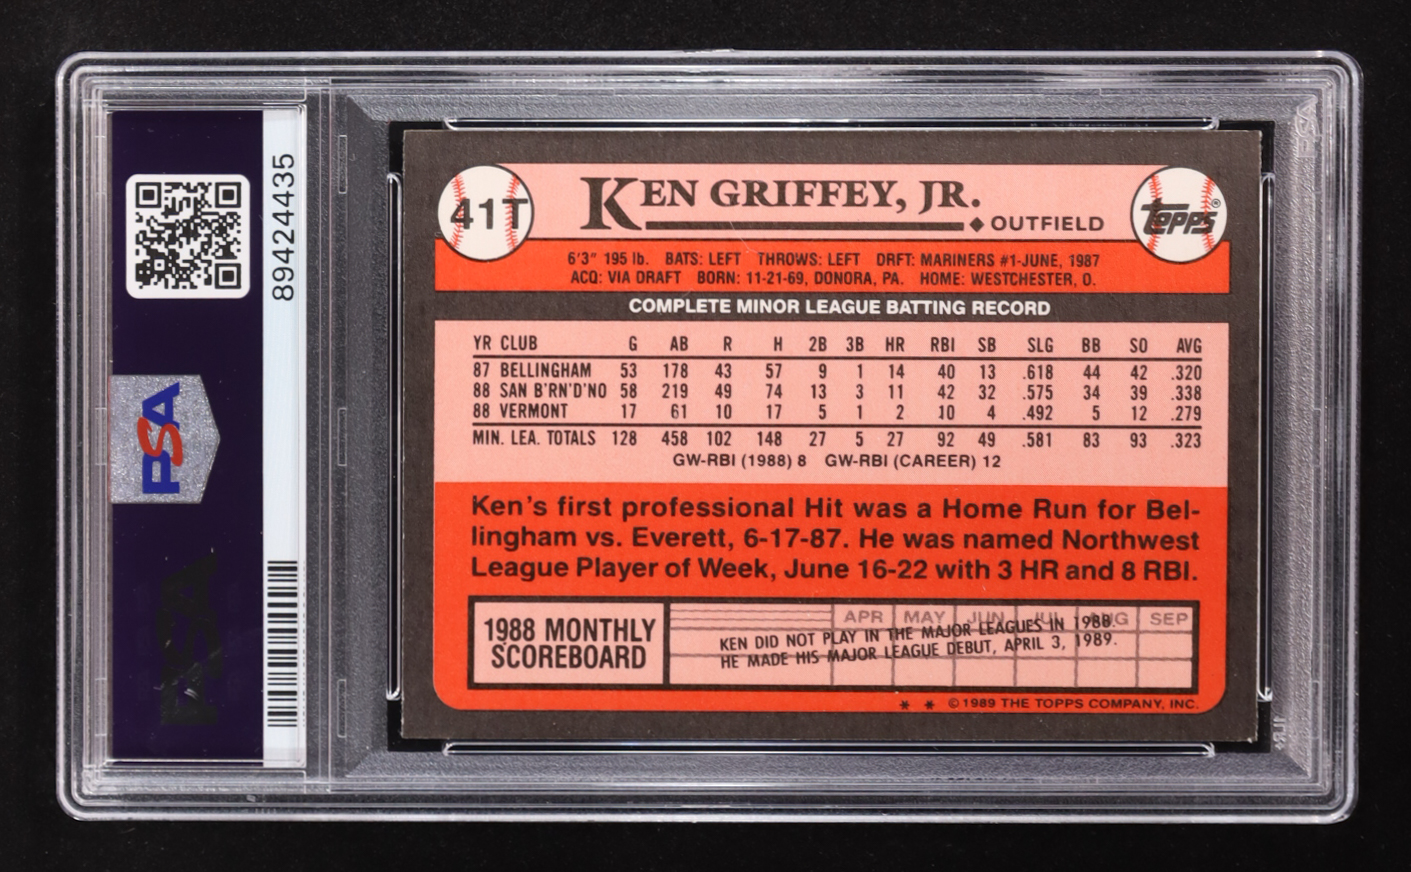 89424435
PSA
PSA
41T
KEN GRIFFEY, JR.
OUTFIELD
Topps®
6'3" 195 lb. BATS: LEFT THROWS: LEFT DRFT: MARINERS #1-JUNE, 1987
ACQ: VIA DRAFT BORN: 11-21-69, DONORA, PA. HOME: WESTCHESTER, O.
COMPLETE MINOR LEAGUE BATTING RECORD
YR CLUB G AB R H 2B 3B HR RBI SB SLG BB SO AVG
87 BELLINGHAM 53 178 43 57 9 1 14 40 13 .618 44 42 .320
88 SAN B'RN'D'NO 58 219 49 74 13 3 11 42 32 .575 34 39 .338
88 VERMONT 17 61 10 17 5 1 2 10 4 .492 5 12 .279
MIN. LEA. TOTALS 128 458 102 148 27 5 27 92 49 .581 83 93 .323
GW-RBI (1988) 8 GW-RBI (CAREER) 12
Ken's first professional Hit was a Home Run for Bel-
lingham vs. Everett, 6-17-87. He was named Northwest
League Player of Week, June 16-22 with 3 HR and 8 RBI.
1988 MONTHLY
SCOREBOARD
APR MAY JUN JUL AUG SEP
KEN DID NOT PLAY IN THE MAJOR LEAGUES IN 1988.
HE MADE HIS MAJOR LEAGUE DEBUT, APRIL 3, 1989.
* * ©1989 THE TOPPS COMPANY, INC.